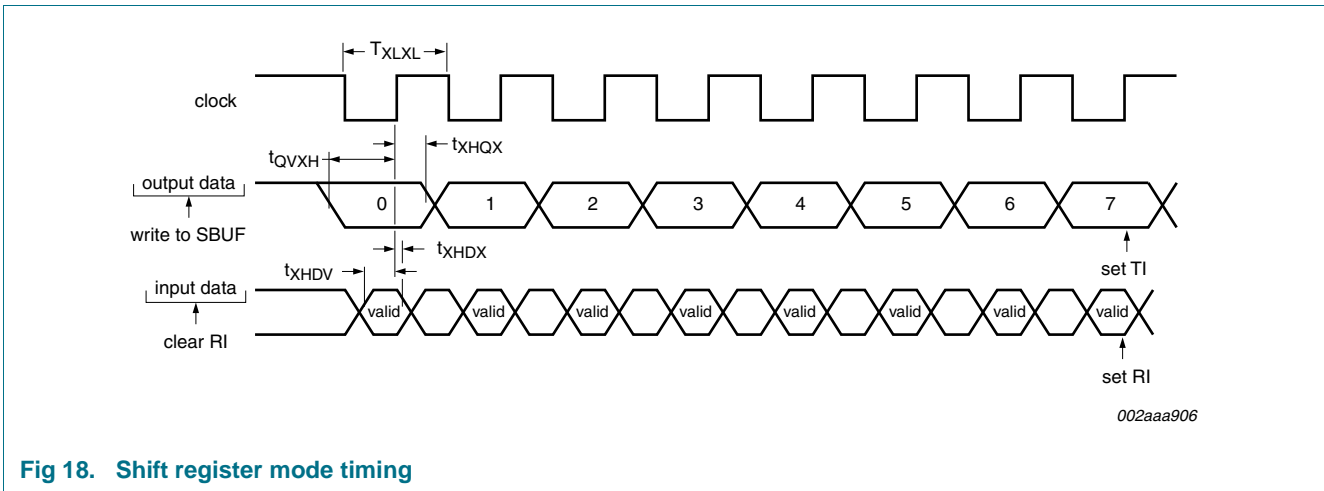 TXLXL
clock
tXHQX
tQVXH
output data
0 1 2 3 4 5 6 7
write to SBUF
tXHDX
set TI
tXHDV
input data
valid valid valid valid valid valid valid valid
clear RI
set RI
002aaa906
Fig 18. Shift register mode timing